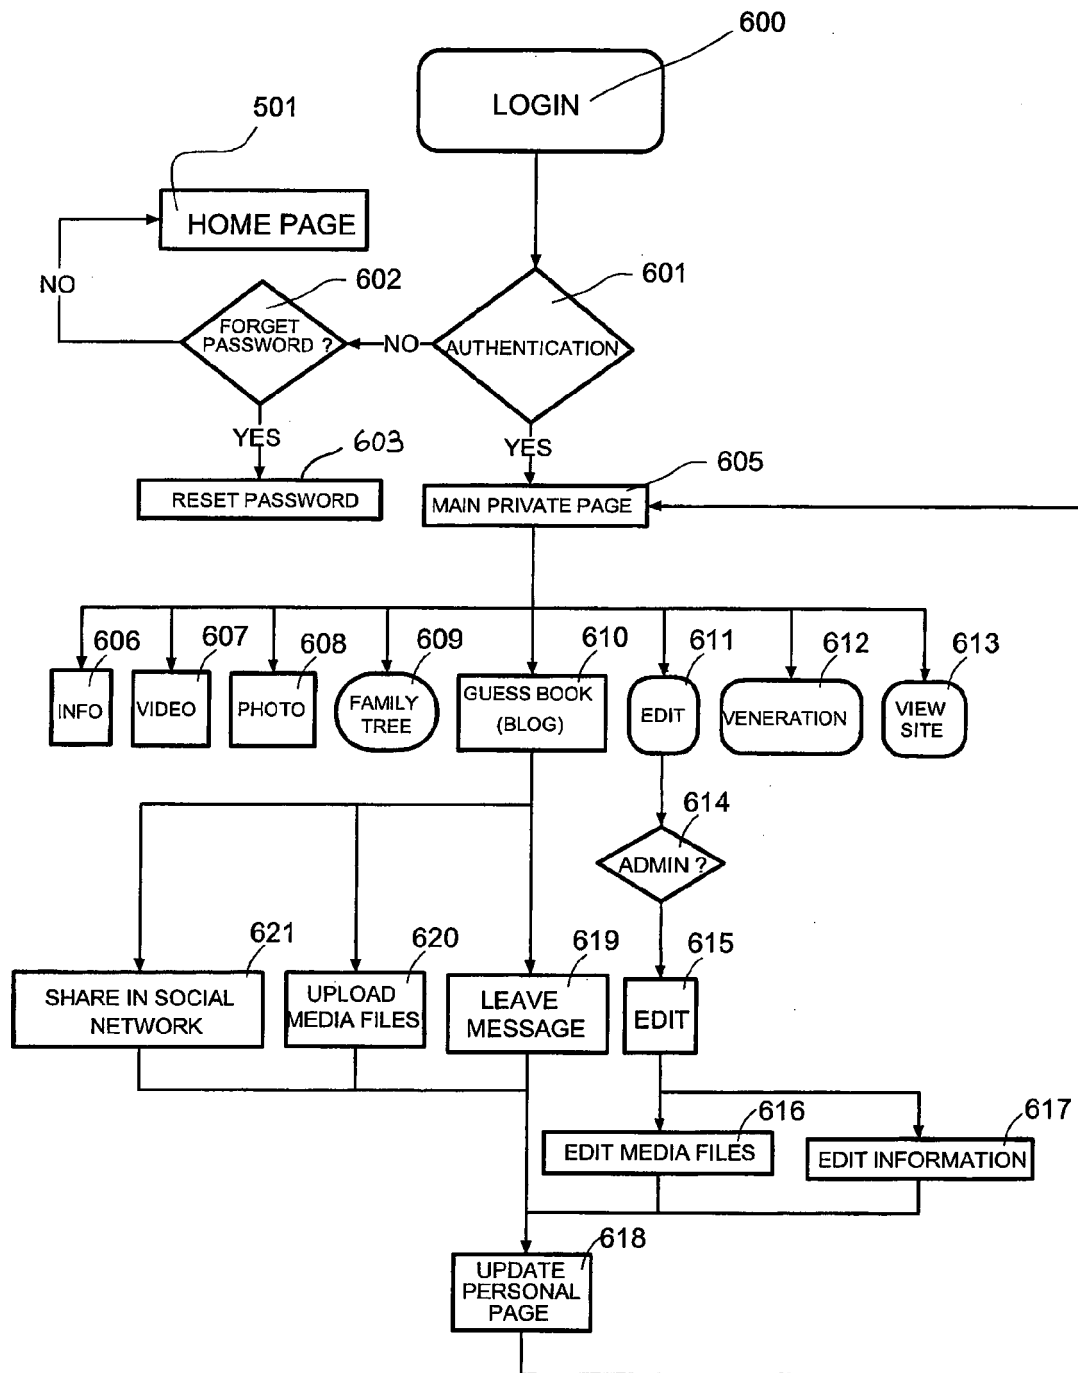 600
LOGIN
501
HOME PAGE
602
601
NO
FORGET
PASSWORD ?
NO
AUTHENTICATION
YES
603
YES
605
RESET PASSWORD
MAIN PRIVATE PAGE
606
607
608
609
610
611
612
613
INFO
VIDEO
PHOTO
FAMILY
TREE
GUESS BOOK
(BLOG)
EDIT
VENERATION
VIEW
SITE
614
ADMIN ?
621
620
619
615
SHARE IN SOCIAL
NETWORK
UPLOAD
MEDIA FILES
LEAVE
MESSAGE
EDIT
616
617
EDIT MEDIA FILES
EDIT INFORMATION
618
UPDATE
PERSONAL
PAGE